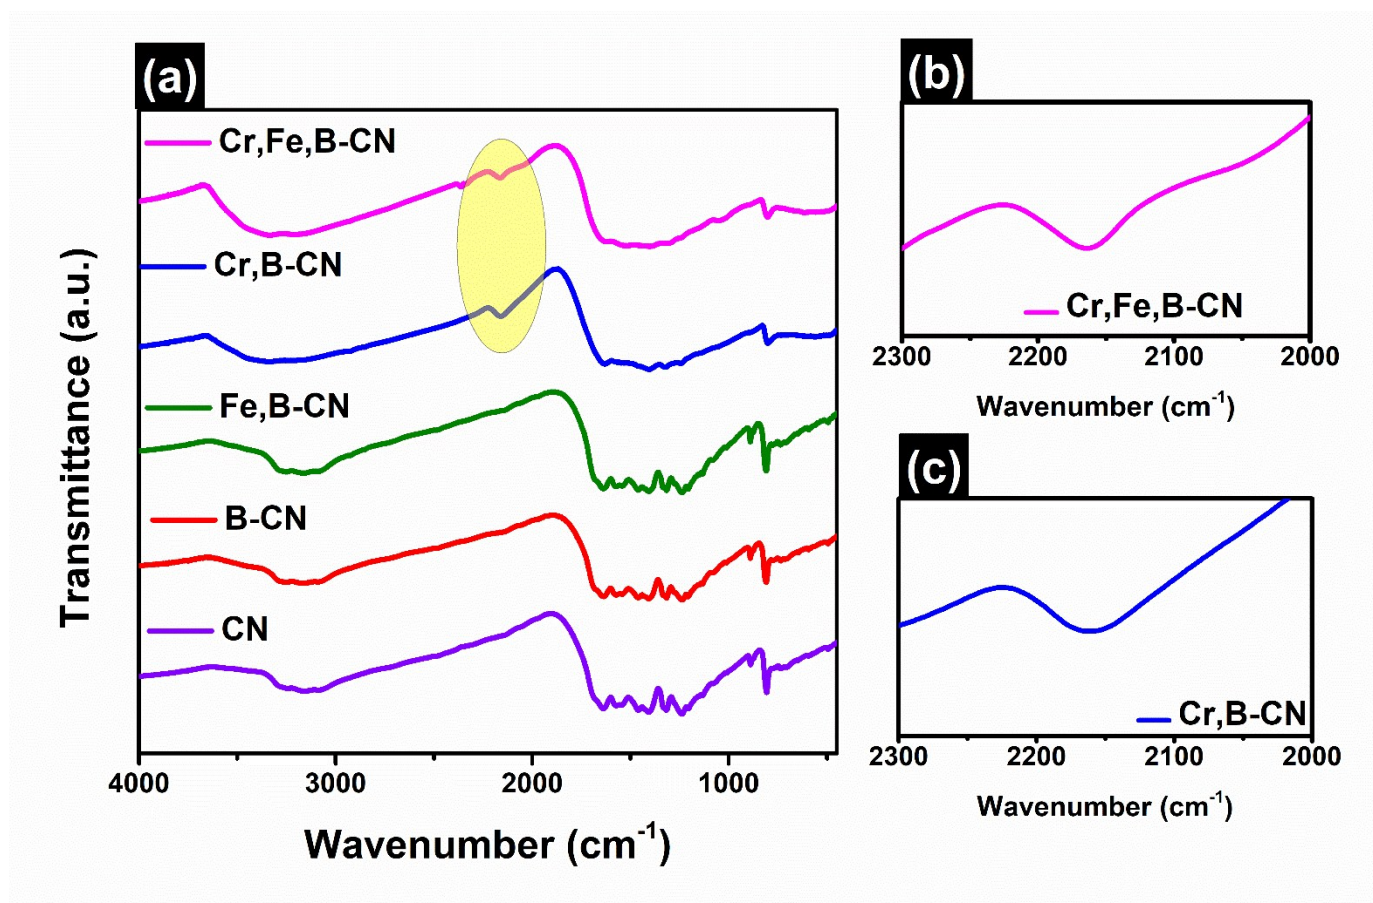 (a)
Cr,Fe,B-CN
Cr,B-CN
Fe,B-CN
B-CN
CN
Transmittance (a.u.)
4000 3000 2000 1000
Wavenumber (cm-1)
(b)
Cr,Fe,B-CN
2300 2200 2100 2000
Wavenumber (cm-1)
(c)
Cr,B-CN
2300 2200 2100 2000
Wavenumber (cm-1)